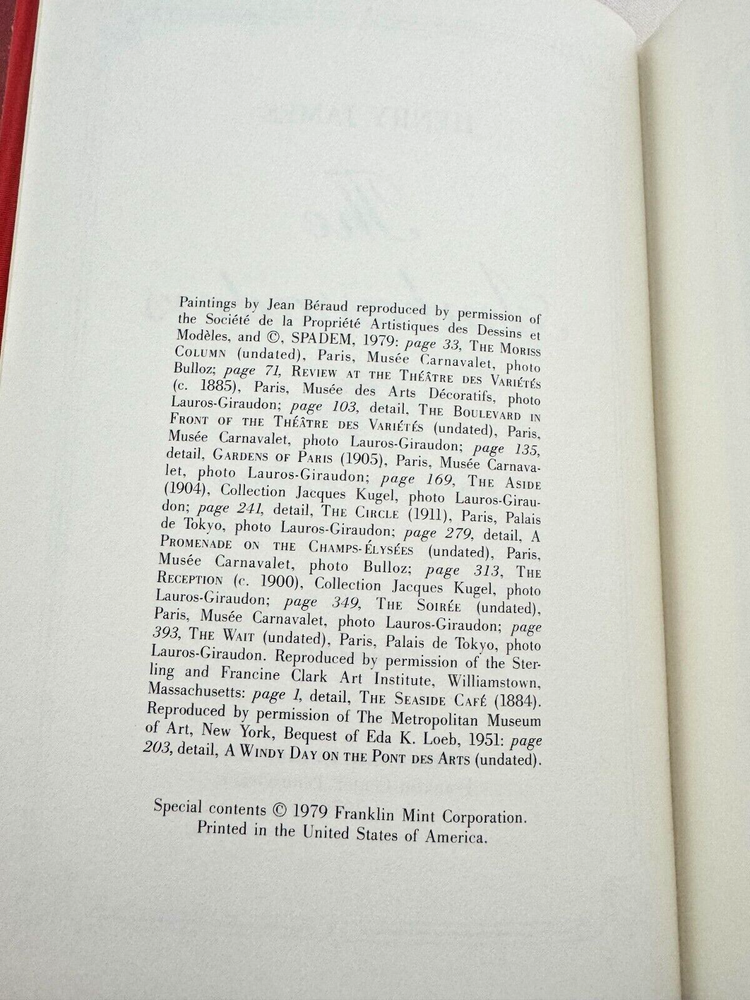 Paintings by Jean Béraud reproduced by permission of
the Société de la Propriété Artistiques des Dessins et
Modèles, and ©, SPADEM, 1979: page 33, THE MORISS
COLUMN (undated), Paris, Musée Carnavalet, photo
Bulloz; page 71, REVIEW AT THE THÉÂTRE DES VARIÉTÉS
(c. 1885), Paris, Musée des Arts Décoratifs, photo
Lauros-Giraudon; page 103, detail, THE BOULEVARD IN
FRONT OF THE THÉÂTRE DES VARIÉTÉS (undated), Paris,
Musée Carnavalet, photo Lauros-Giraudon; page 135,
detail, GARDENS OF PARIS (1905), Paris, Musée Carnava-
let, photo Lauros-Giraudon; page 169, THE ASIDE
(1904), Collection Jacques Kugel, photo Lauros-Girau-
don; page 241, detail, THE CIRCLE (1911), Paris, Palais
de Tokyo, photo Lauros-Giraudon; page 279, detail, A
PROMENADE ON THE CHAMPS-ÉLYSÉES (undated), Paris,
Musée Carnavalet, photo Bulloz; page 313, THE
RECEPTION (c. 1900), Collection Jacques Kugel, photo
Lauros-Giraudon; page 349, THE SOIRÉE (undated),
Paris, Musée Carnavalet, photo Lauros-Giraudon; page
393, THE WAIT (undated), Paris, Palais de Tokyo, photo
Lauros-Giraudon. Reproduced by permission of the Ster-
ling and Francine Clark Art Institute, Williamstown,
Massachusetts: page 1, detail, THE SEASIDE CAFÉ (1884).
Reproduced by permission of The Metropolitan Museum
of Art, New York, Bequest of Eda K. Loeb, 1951: page
203, detail, A WINDY DAY ON THE PONT DES ARTS (undated).
Special contents © 1979 Franklin Mint Corporation.
Printed in the United States of America.